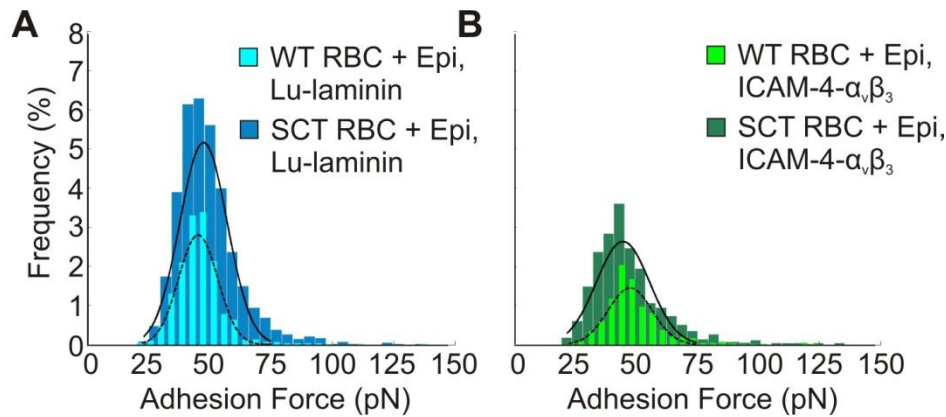 A
Frequency (%)
8
7
6
5
4
3
2
1
0
0 25 50 75 100 125 150
Adhesion Force (pN)
WT RBC + Epi,
Lu-laminin
SCT RBC + Epi,
Lu-laminin
B
0 25 50 75 100 125 150
Adhesion Force (pN)
WT RBC + Epi,
ICAM-4-αᵥβ₃
SCT RBC + Epi,
ICAM-4-αᵥβ₃